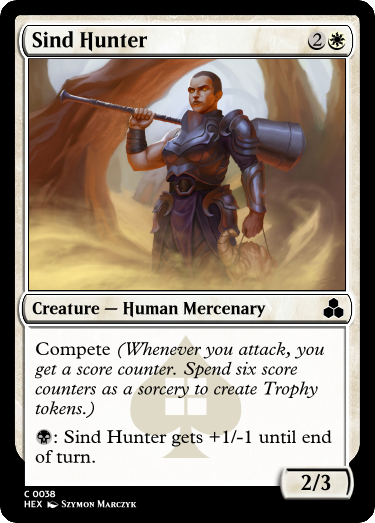 Sind Hunter 2
Creature — Human Mercenary
Compete (Whenever you attack, you
get a score counter. Spend six score
counters as a sorcery to create Trophy
tokens.)
: Sind Hunter gets +1/-1 until end
of turn.
2/3
C 0038
HEX Szymon Marczyk